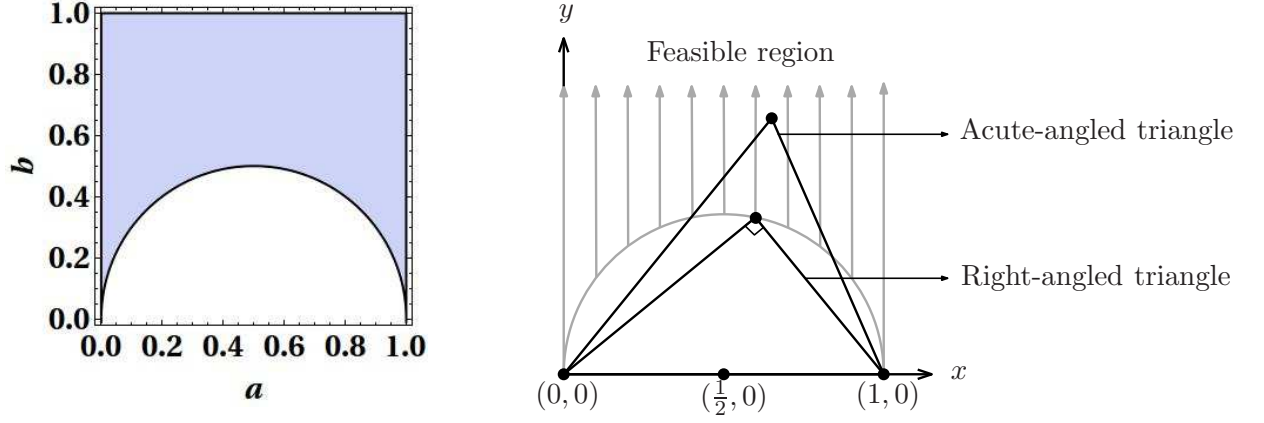 1.0
0.8
0.6
0.4
0.2
0.0
b
0.0 0.2 0.4 0.6 0.8 1.0
a
y
Feasible region
Acute-angled triangle
Right-angled triangle
x
(0, 0)
(1/2, 0)
(1, 0)